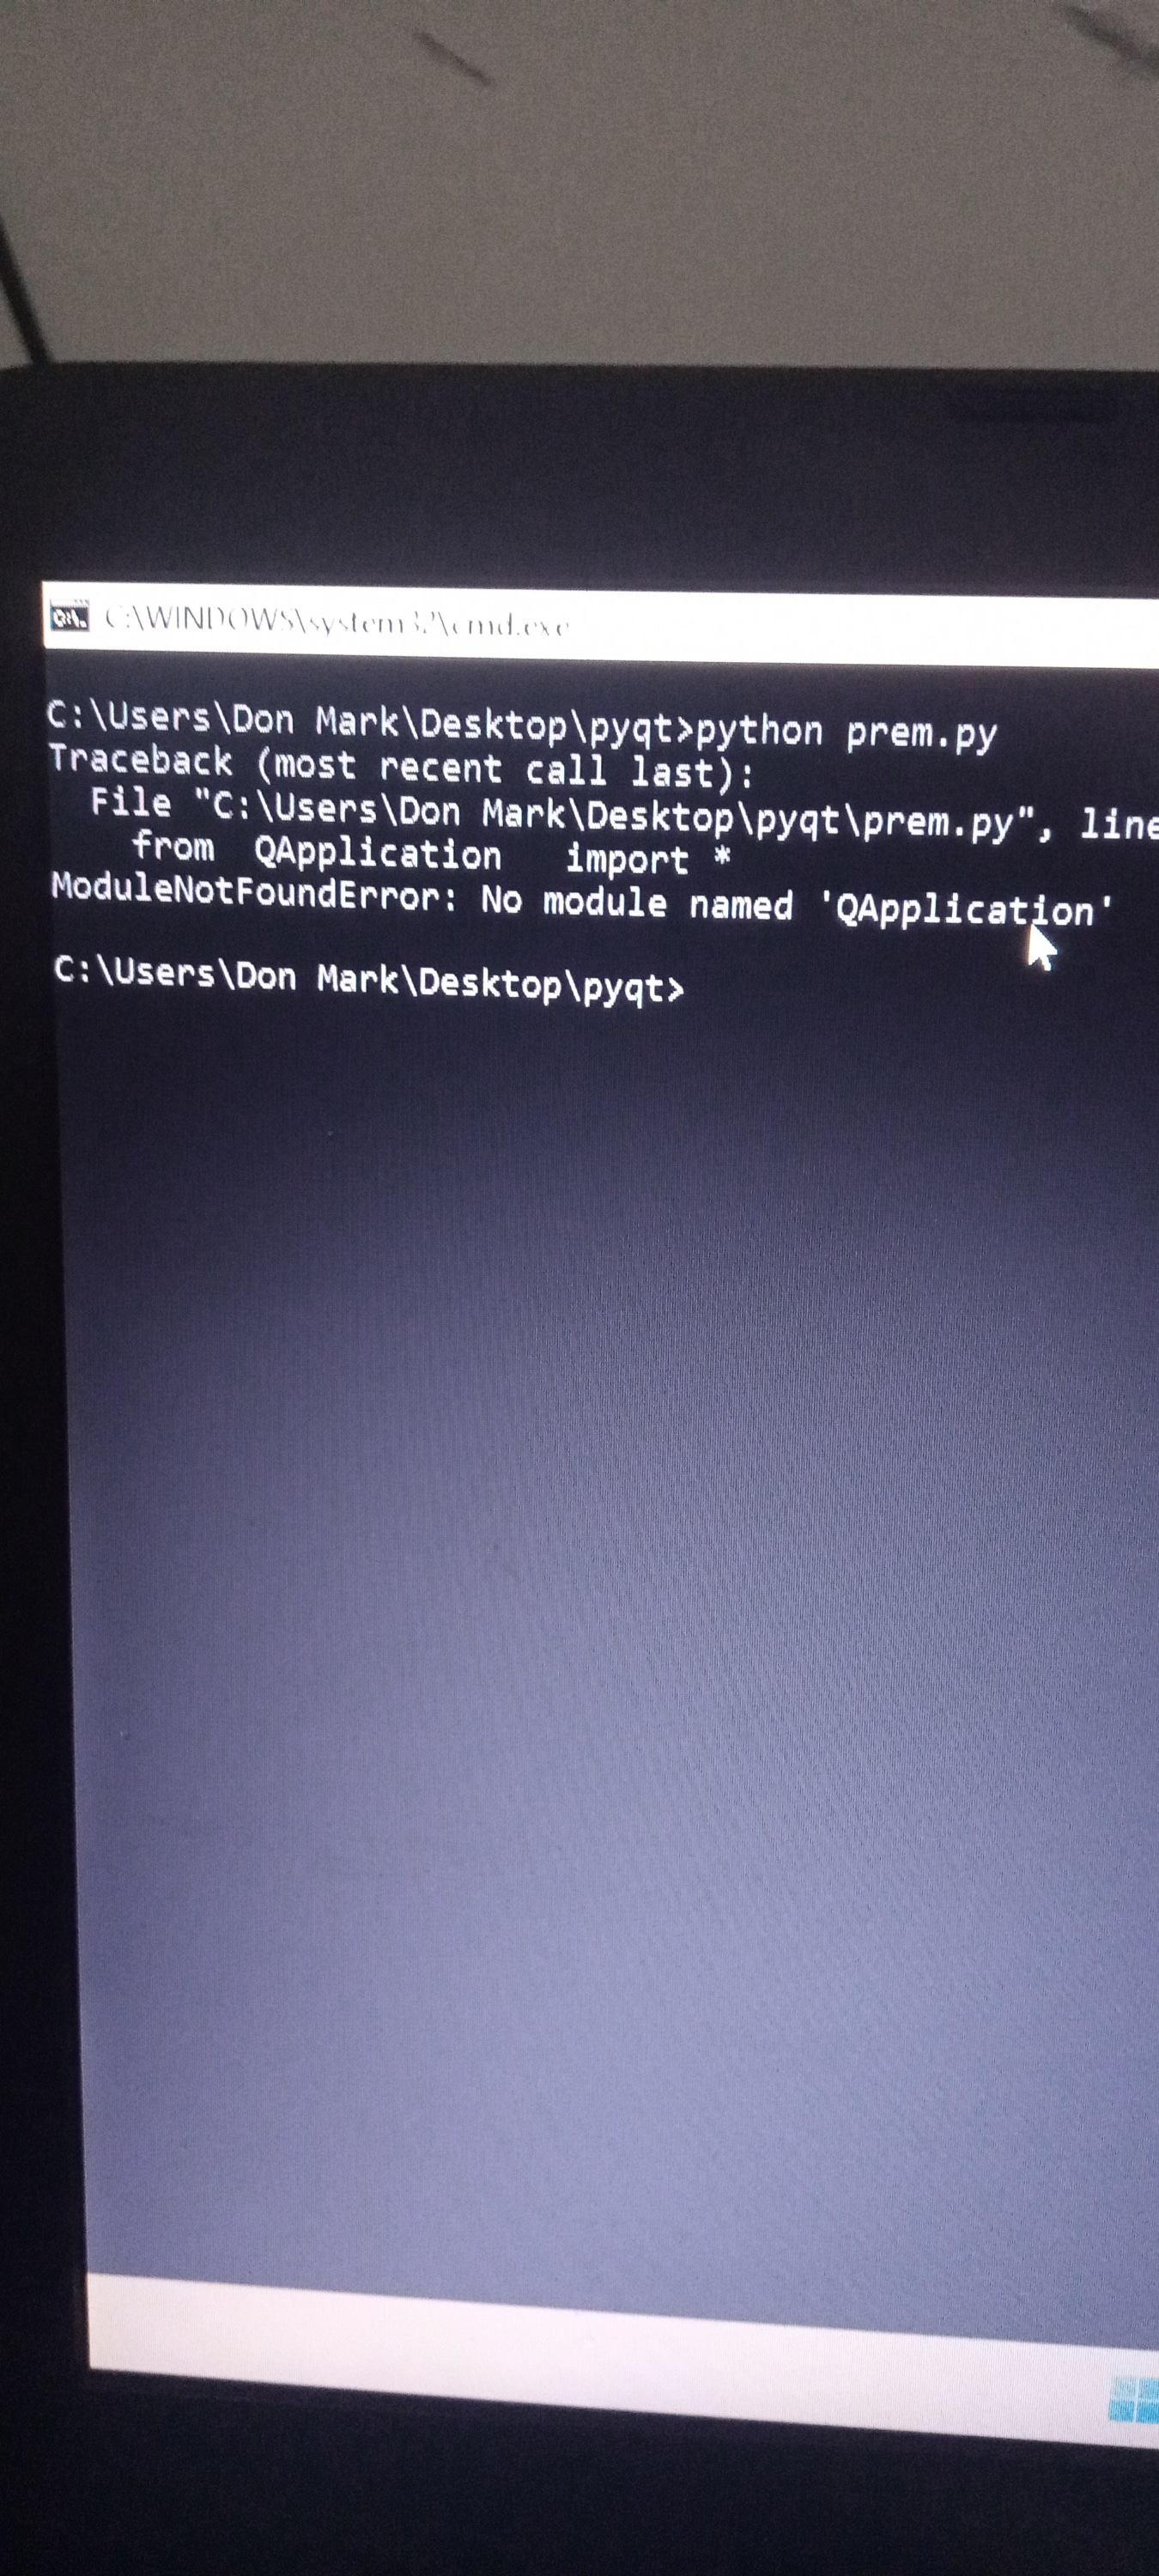 C:\WINDOWS\system32\cmd.exe
C:\Users\Don Mark\Desktop\pyqt>python prem.py
Traceback (most recent call last):
  File "C:\Users\Don Mark\Desktop\pyqt\prem.py", line
    from  QApplication   import *
ModuleNotFoundError: No module named 'QApplication'
C:\Users\Don Mark\Desktop\pyqt>